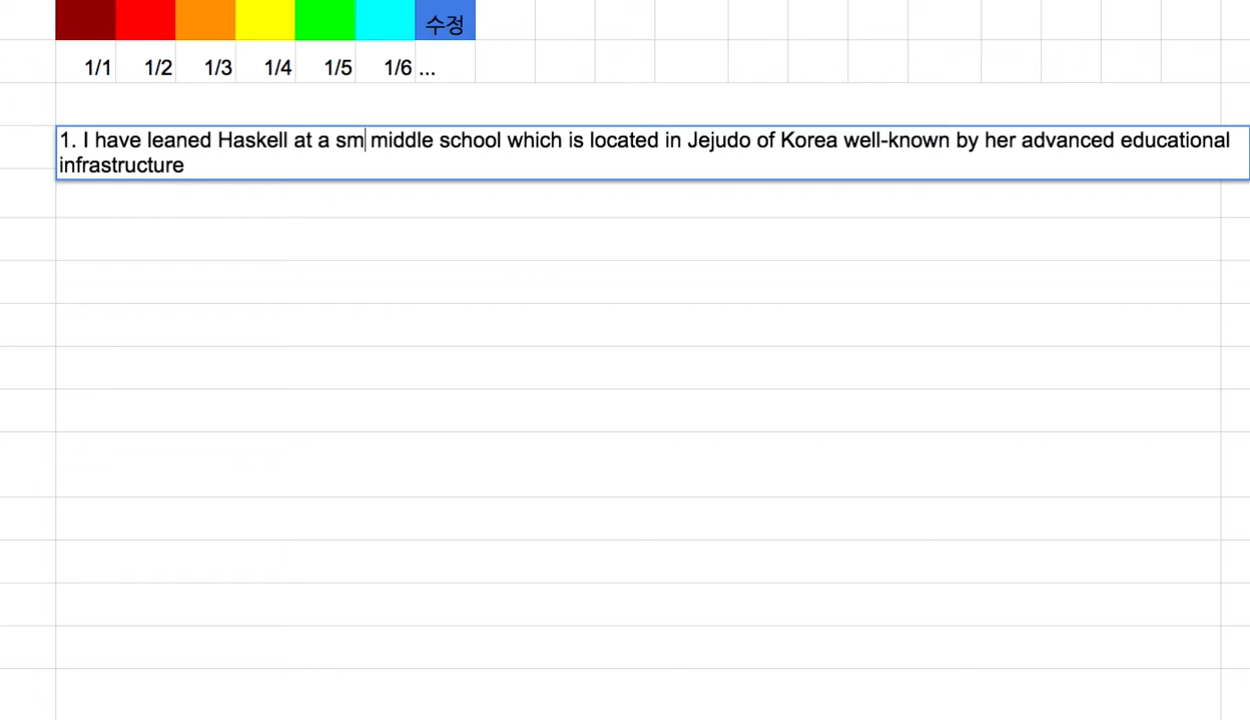 수정
1/1 1/2 1/3 1/4 1/5 1/6 ...
1. I have leaned Haskell at a sm middle school which is located in Jejudo of Korea well-known by her advanced educational
infrastructure